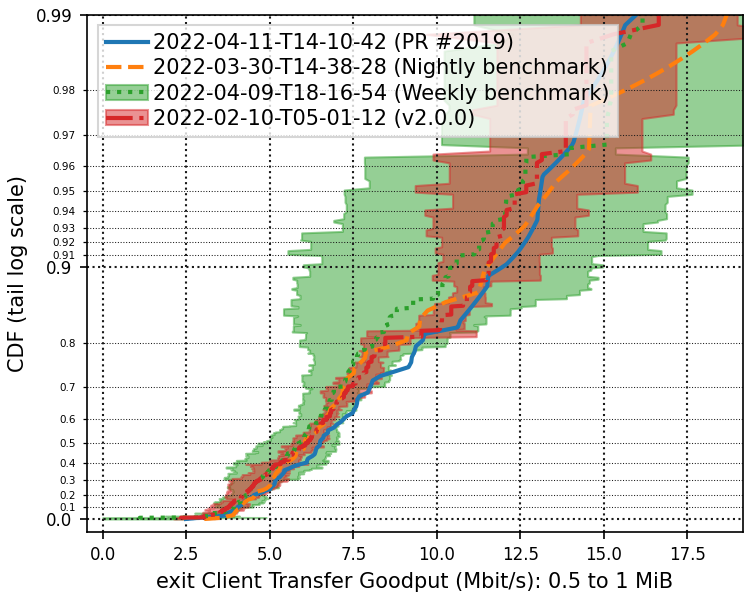 0.99
2022-04-11-T14-10-42 (PR #2019)
2022-03-30-T14-38-28 (Nightly benchmark)
2022-04-09-T18-16-54 (Weekly benchmark)
2022-02-10-T05-01-12 (v2.0.0)
0.98
0.97
0.96
0.95
0.94
0.93
0.92
0.91
0.9
0.8
0.7
0.6
0.5
0.4
0.3
0.2
0.1
0.0
CDF (tail log scale)
0.0 2.5 5.0 7.5 10.0 12.5 15.0 17.5
exit Client Transfer Goodput (Mbit/s): 0.5 to 1 MiB